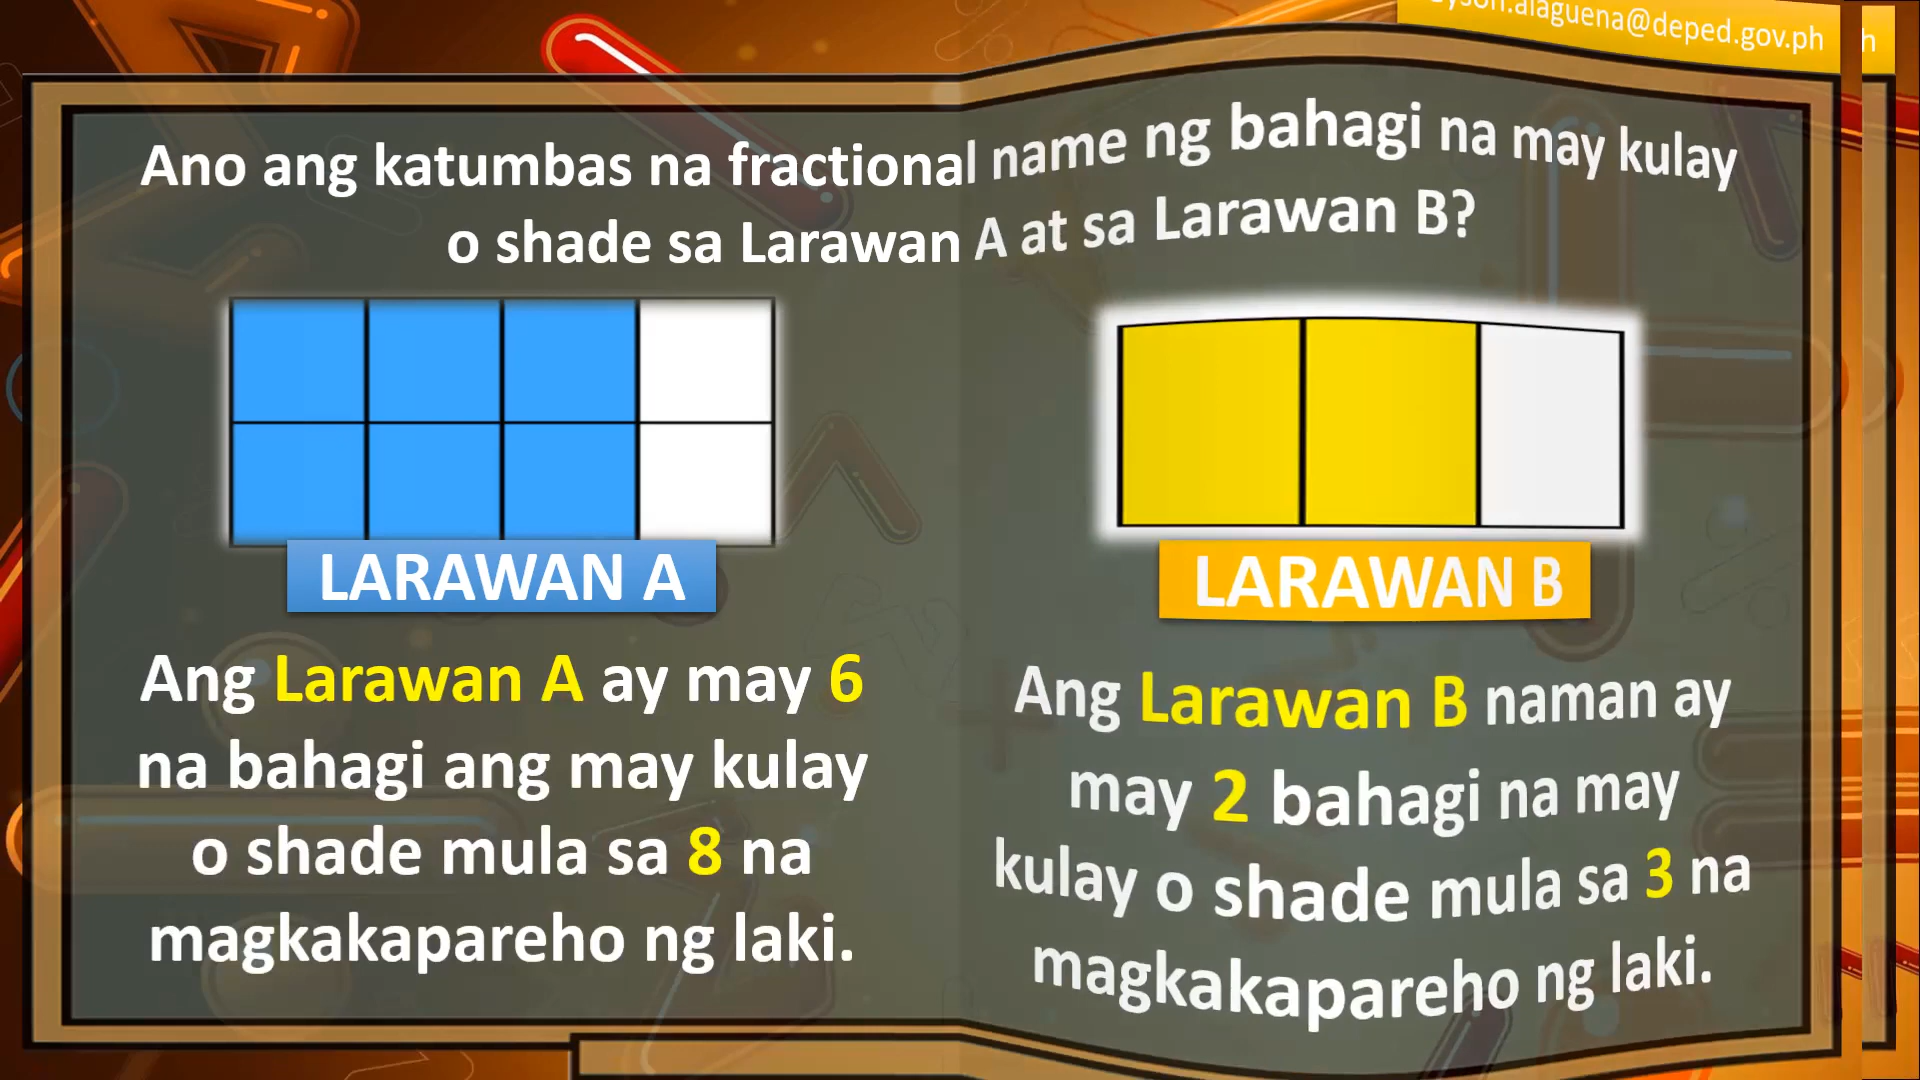 alaguena@deped.gov.ph
h
Ano ang katumbas na fractional name ng bahagi na may kulay
o shade sa Larawan A at sa Larawan B?
LARAWAN A
Ang Larawan A ay may 6
na bahagi ang may kulay
o shade mula sa 8 na
magkakapareho ng laki.
LARAWAN B
Ang Larawan B naman ay
may 2 bahagi na may
kulay o shade mula sa 3 na
magkakapareho ng laki.